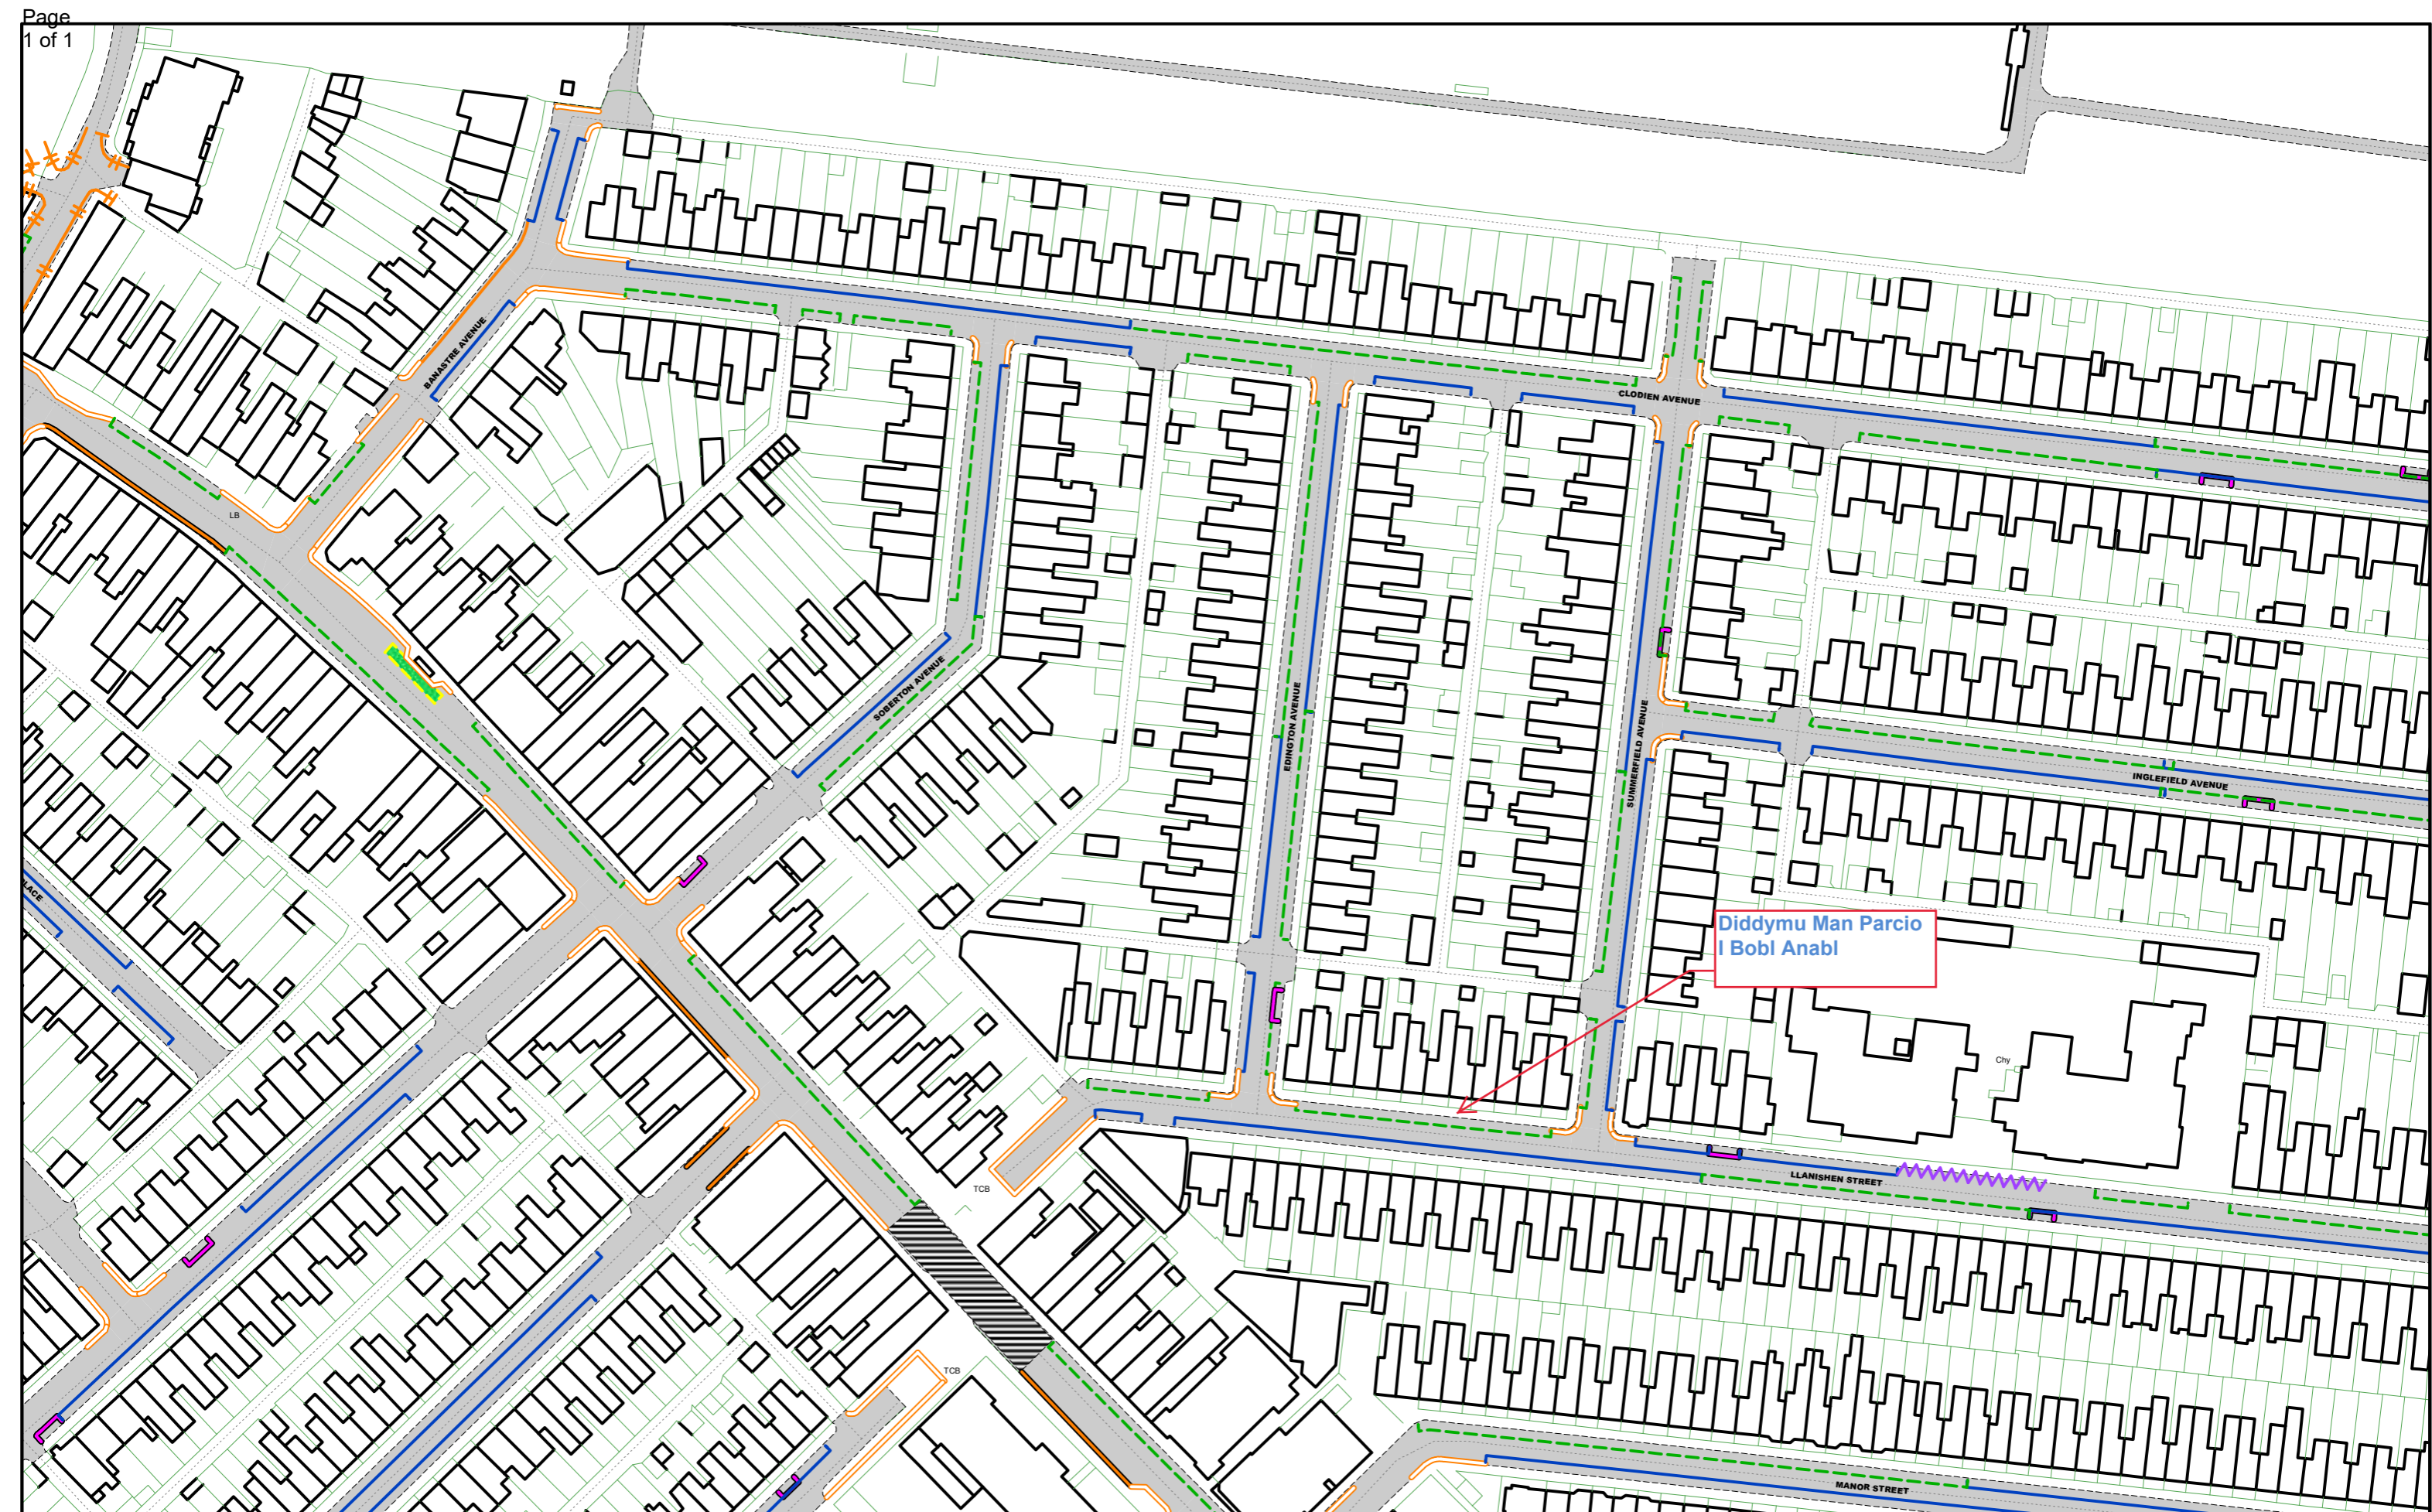 Page
1 of 1
BANASTRE AVENUE
CLODIEN AVENUE
LB
SOBERTON AVENUE
EDINGTON AVENUE
SUMMERFIELD AVENUE
INGLEFIELD AVENUE
Diddymu Man Parcio
I Bobl Anabl
Chy
TCB
LLANISHEN STREET
TCB
MANOR STREET